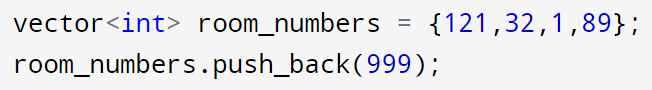 vector<int> room_numbers = {121,32,1,89};
room_numbers.push_back(999);